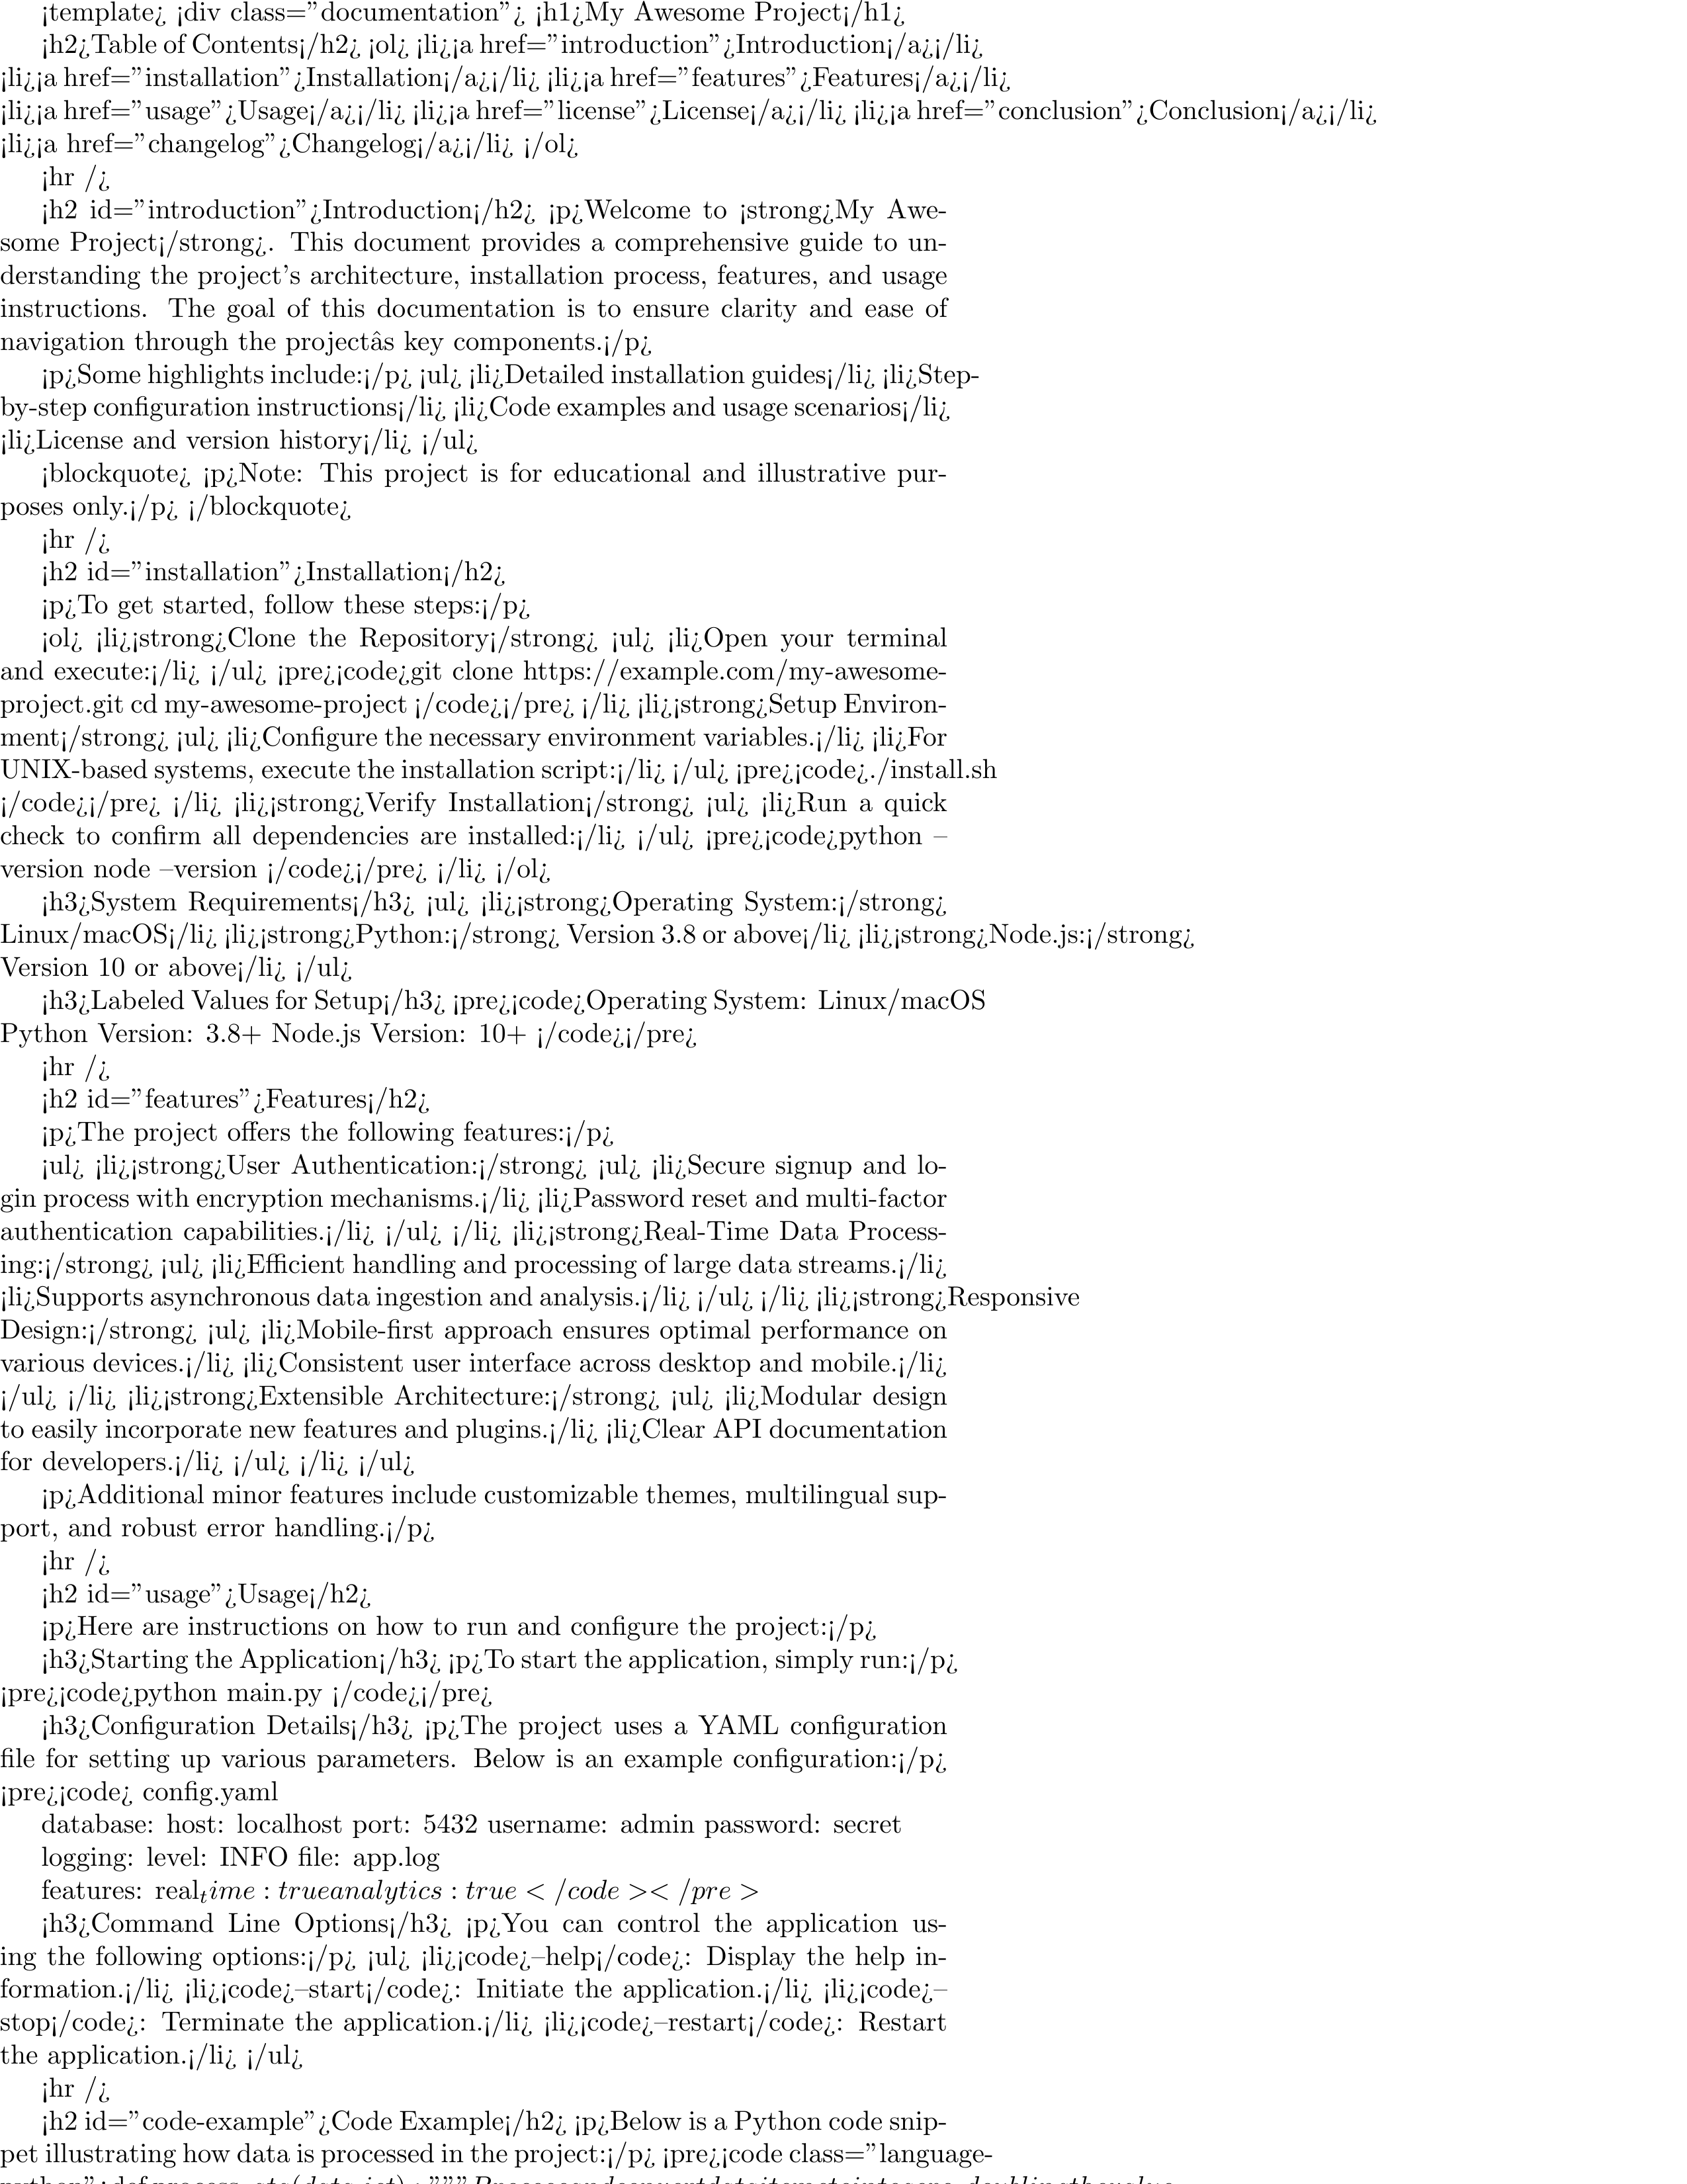 ¡template¿ ¡div class="documentation"¿ ¡h1¿My Awesome Project¡/h1¿
¡h2¿Table of Contents¡/h2¿ ¡ol¿ ¡li¿¡a href="introduction"¿Introduction¡/a¿¡/li¿
¡li¿¡a href="installation"¿Installation¡/a¿¡/li¿ ¡li¿¡a href="features"¿Features¡/a¿¡/li¿
¡li¿¡a href="usage"¿Usage¡/a¿¡/li¿ ¡li¿¡a href="license"¿License¡/a¿¡/li¿ ¡li¿¡a href="conclusion"¿Conclusion¡/a¿¡/li¿
¡li¿¡a href="changelog"¿Changelog¡/a¿¡/li¿ ¡/ol¿
¡hr /¿
¡h2 id="introduction"¿Introduction¡/h2¿ ¡p¿Welcome to ¡strong¿My Awe-
some Project¡/strong¿. This document provides a comprehensive guide to un-
derstanding the project's architecture, installation process, features, and usage
instructions. The goal of this documentation is to ensure clarity and ease of
navigation through the projectâs key components.¡/p¿
¡p¿Some highlights include:¡/p¿ ¡ul¿ ¡li¿Detailed installation guides¡/li¿ ¡li¿Step-
by-step configuration instructions¡/li¿ ¡li¿Code examples and usage scenarios¡/li¿
¡li¿License and version history¡/li¿ ¡/ul¿
¡blockquote¿ ¡p¿Note: This project is for educational and illustrative pur-
poses only.¡/p¿ ¡/blockquote¿
¡hr /¿
¡h2 id="installation"¿Installation¡/h2¿
¡p¿To get started, follow these steps:¡/p¿
¡ol¿ ¡li¿¡strong¿Clone the Repository¡/strong¿ ¡ul¿ ¡li¿Open your terminal
and execute:¡/li¿ ¡/ul¿ ¡pre¿¡code¿git clone https://example.com/my-awesome-
project.git cd my-awesome-project ¡/code¿¡/pre¿ ¡/li¿ ¡li¿¡strong¿Setup Environ-
ment¡/strong¿ ¡ul¿ ¡li¿Configure the necessary environment variables.¡/li¿ ¡li¿For
UNIX-based systems, execute the installation script:¡/li¿ ¡/ul¿ ¡pre¿¡code¿./install.sh
¡/code¿¡/pre¿ ¡/li¿ ¡li¿¡strong¿Verify Installation¡/strong¿ ¡ul¿ ¡li¿Run a quick
check to confirm all dependencies are installed:¡/li¿ ¡/ul¿ ¡pre¿¡code¿python –
version node –version ¡/code¿¡/pre¿ ¡/li¿ ¡/ol¿
¡h3¿System Requirements¡/h3¿ ¡ul¿ ¡li¿¡strong¿Operating System:¡/strong¿
Linux/macOS¡/li¿ ¡li¿¡strong¿Python:¡/strong¿ Version 3.8 or above¡/li¿ ¡li¿¡strong¿Node.js:¡/strong¿
Version 10 or above¡/li¿ ¡/ul¿
¡h3¿Labeled Values for Setup¡/h3¿ ¡pre¿¡code¿Operating System: Linux/macOS
Python Version: 3.8+ Node.js Version: 10+ ¡/code¿¡/pre¿
¡hr /¿
¡h2 id="features"¿Features¡/h2¿
¡p¿The project offers the following features:¡/p¿
¡ul¿ ¡li¿¡strong¿User Authentication:¡/strong¿ ¡ul¿ ¡li¿Secure signup and lo-
gin process with encryption mechanisms.¡/li¿ ¡li¿Password reset and multi-factor
authentication capabilities.¡/li¿ ¡/ul¿ ¡/li¿ ¡li¿¡strong¿Real-Time Data Process-
ing:¡/strong¿ ¡ul¿ ¡li¿Efficient handling and processing of large data streams.¡/li¿
¡li¿Supports asynchronous data ingestion and analysis.¡/li¿ ¡/ul¿ ¡/li¿ ¡li¿¡strong¿Responsive
Design:¡/strong¿ ¡ul¿ ¡li¿Mobile-first approach ensures optimal performance on
various devices.¡/li¿ ¡li¿Consistent user interface across desktop and mobile.¡/li¿
¡/ul¿ ¡/li¿ ¡li¿¡strong¿Extensible Architecture:¡/strong¿ ¡ul¿ ¡li¿Modular design
to easily incorporate new features and plugins.¡/li¿ ¡li¿Clear API documentation
for developers.¡/li¿ ¡/ul¿ ¡/li¿ ¡/ul¿
¡p¿Additional minor features include customizable themes, multilingual sup-
port, and robust error handling.¡/p¿
¡hr /¿
¡h2 id="usage"¿Usage¡/h2¿
¡p¿Here are instructions on how to run and configure the project:¡/p¿
¡h3¿Starting the Application¡/h3¿ ¡p¿To start the application, simply run:¡/p¿
¡pre¿¡code¿python main.py ¡/code¿¡/pre¿
¡h3¿Configuration Details¡/h3¿ ¡p¿The project uses a YAML configuration
file for setting up various parameters. Below is an example configuration:¡/p¿
¡pre¿¡code¿ config.yaml
database: host: localhost port: 5432 username: admin password: secret
logging: level: INFO file: app.log
features: real_time : trueanalytics : true < /code >< /pre >
¡h3¿Command Line Options¡/h3¿ ¡p¿You can control the application us-
ing the following options:¡/p¿ ¡ul¿ ¡li¿¡code¿–help¡/code¿: Display the help in-
formation.¡/li¿ ¡li¿¡code¿–start¡/code¿: Initiate the application.¡/li¿ ¡li¿¡code¿–
stop¡/code¿: Terminate the application.¡/li¿ ¡li¿¡code¿–restart¡/code¿: Restart
the application.¡/li¿ ¡/ul¿
¡hr /¿
¡h2 id="code-example"¿Code Example¡/h2¿ ¡p¿Below is a Python code snip-
pet illustrating how data is processed in the project:¡/p¿ ¡pre¿¡code class="language-